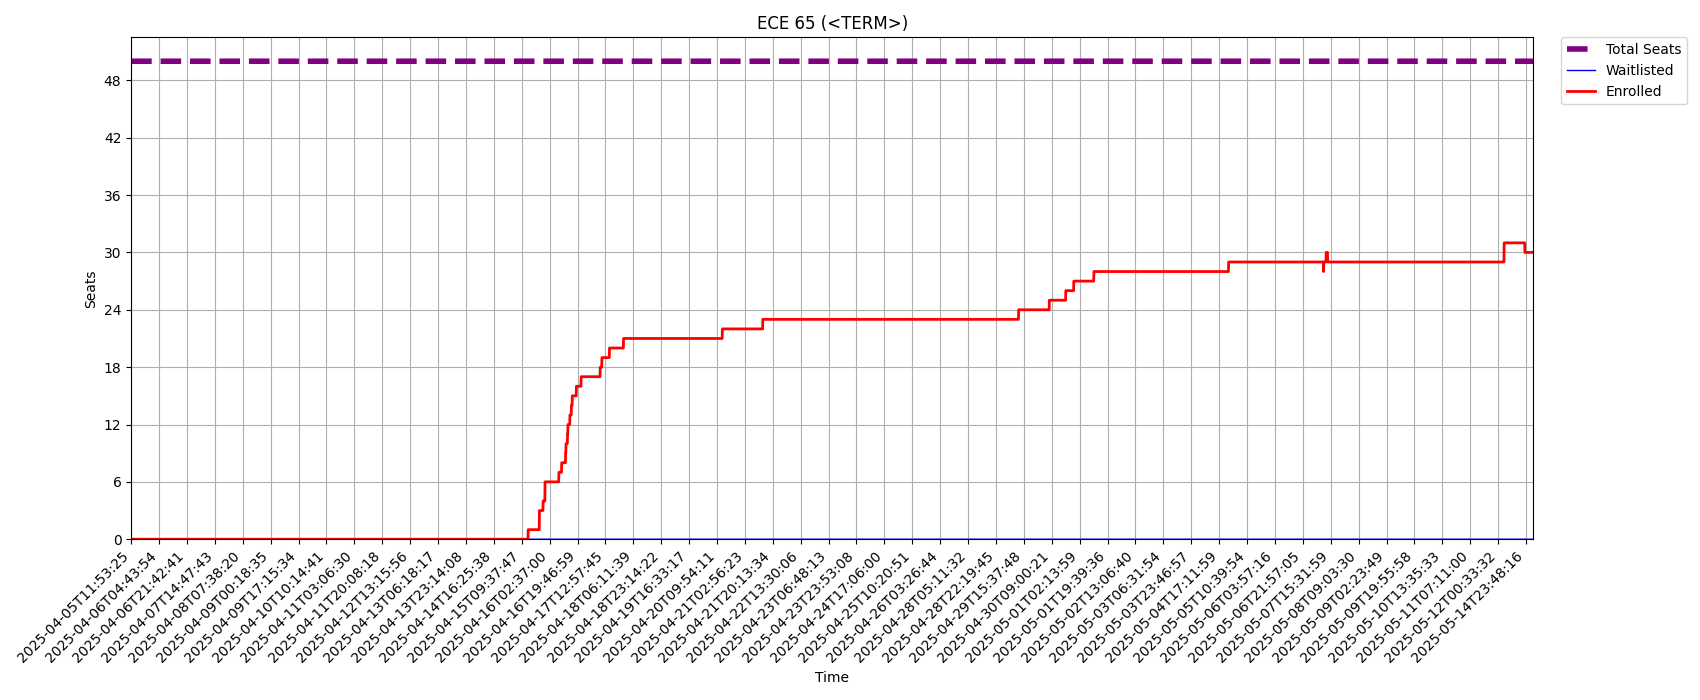 ECE 65 (<TERM>)
Total Seats
Waitlisted
Enrolled
Seats
48
42
36
30
24
18
12
6
0
2025-04-05T11:53:25
2025-04-06T04:43:54
2025-04-06T21:42:41
2025-04-07T14:47:43
2025-04-08T07:38:20
2025-04-09T00:18:35
2025-04-09T17:15:34
2025-04-10T10:14:41
2025-04-11T03:06:30
2025-04-11T20:08:18
2025-04-12T13:15:56
2025-04-13T06:18:17
2025-04-13T23:14:08
2025-04-14T16:25:38
2025-04-15T09:37:47
2025-04-16T02:37:00
2025-04-16T19:46:59
2025-04-17T12:57:45
2025-04-18T06:11:39
2025-04-18T23:14:22
2025-04-19T16:33:17
2025-04-20T09:54:11
2025-04-21T02:56:23
2025-04-21T20:13:34
2025-04-22T13:30:06
2025-04-23T06:48:13
2025-04-23T23:53:08
2025-04-24T17:06:00
2025-04-25T10:20:51
2025-04-26T03:26:44
2025-04-28T05:11:32
2025-04-28T22:19:45
2025-04-29T15:37:48
2025-04-30T09:00:21
2025-05-01T02:13:59
2025-05-01T19:39:36
2025-05-02T13:06:40
2025-05-03T06:31:54
2025-05-03T23:46:57
2025-05-04T17:11:59
2025-05-05T10:39:54
2025-05-06T03:57:16
2025-05-06T21:57:05
2025-05-07T15:31:59
2025-05-08T09:03:30
2025-05-09T02:23:49
2025-05-09T19:55:58
2025-05-10T13:35:33
2025-05-11T07:11:00
2025-05-12T00:33:32
2025-05-14T23:48:16
Time